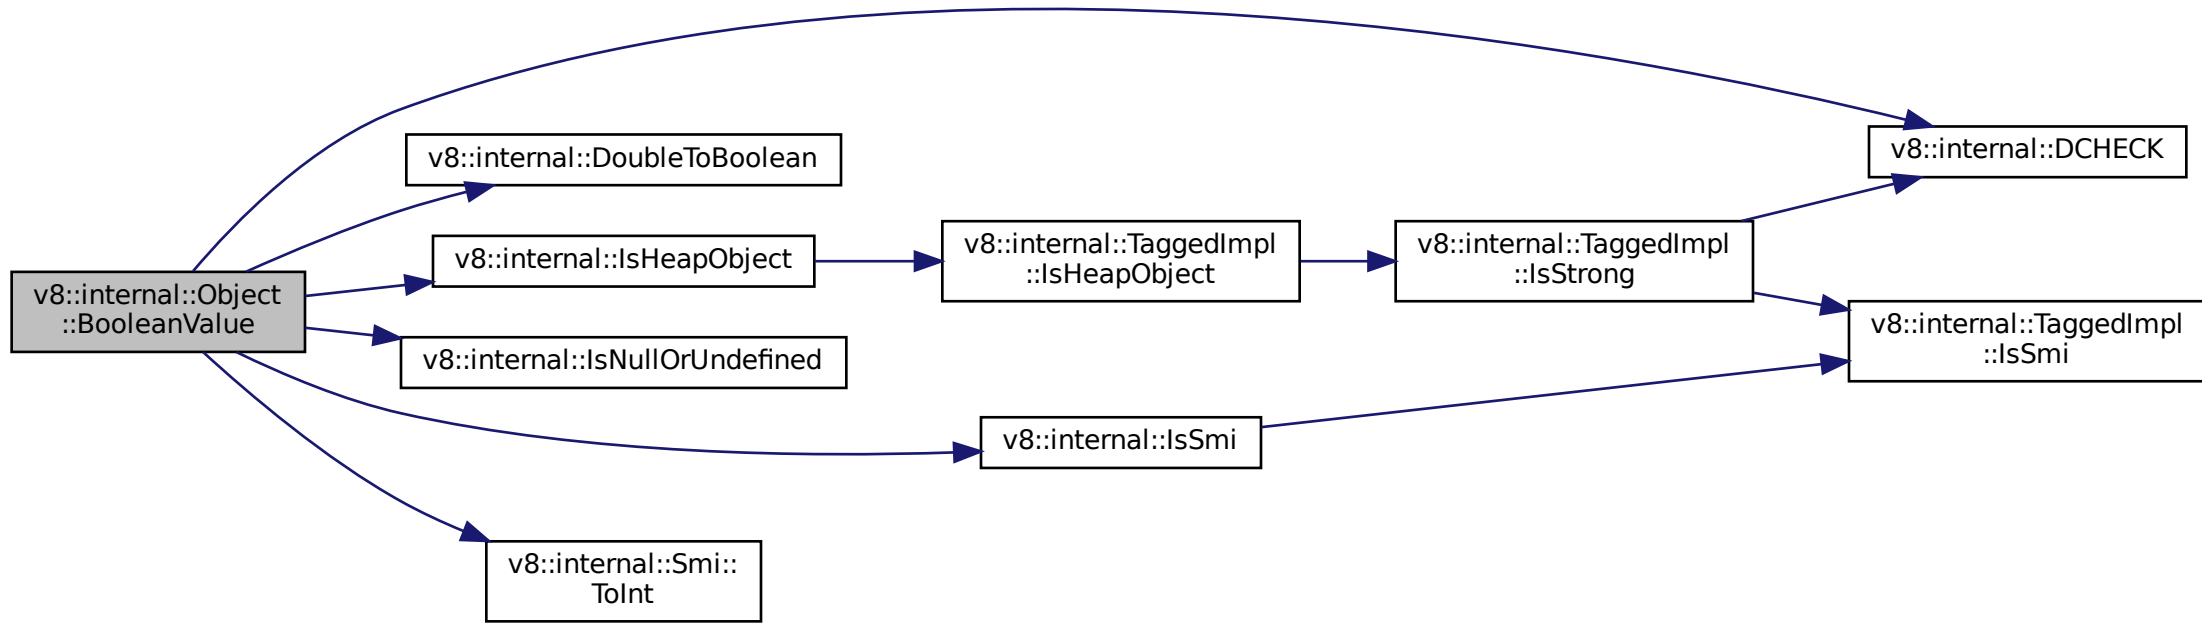 v8::internal::Object
::BooleanValue
v8::internal::DoubleToBoolean
v8::internal::IsHeapObject
v8::internal::IsNullOrUndefined
v8::internal::Smi::
ToInt
v8::internal::TaggedImpl
::IsHeapObject
v8::internal::IsSmi
v8::internal::TaggedImpl
::IsStrong
v8::internal::DCHECK
v8::internal::TaggedImpl
::IsSmi